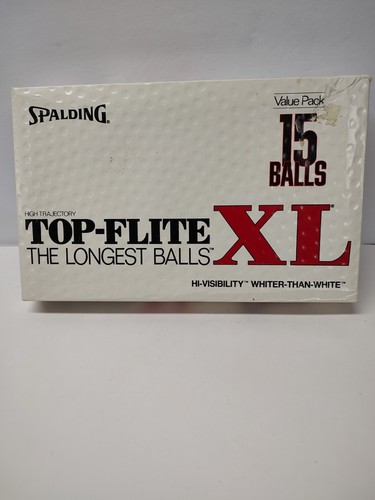 SPALDING®
Value Pack
15
BALLS
HIGH TRAJECTORY
TOP-FLITE XL®
THE LONGEST BALLS™
HI-VISIBILITY™ WHITER-THAN-WHITE™